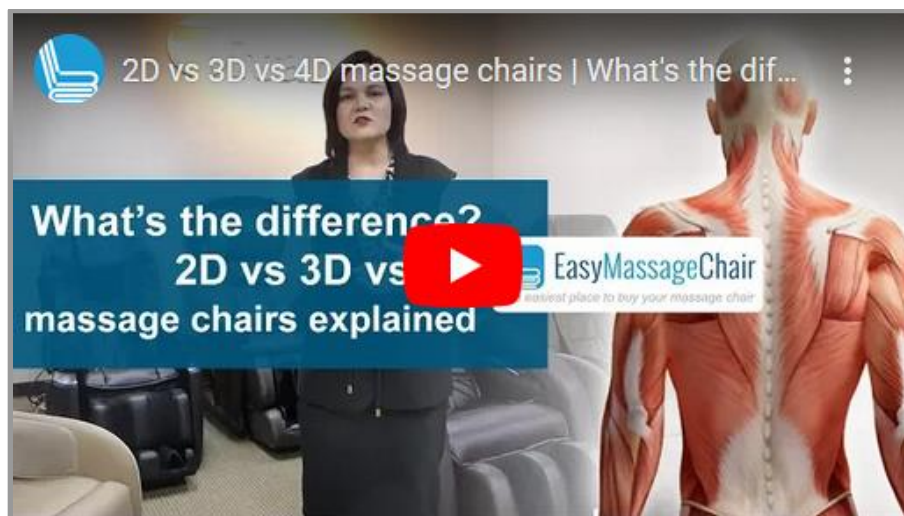 2D vs 3D vs 4D massage chairs | What's the dif...
What's the difference?
2D vs 3D vs
massage chairs explained
EasyMassageChair
easiest place to buy your massage chair